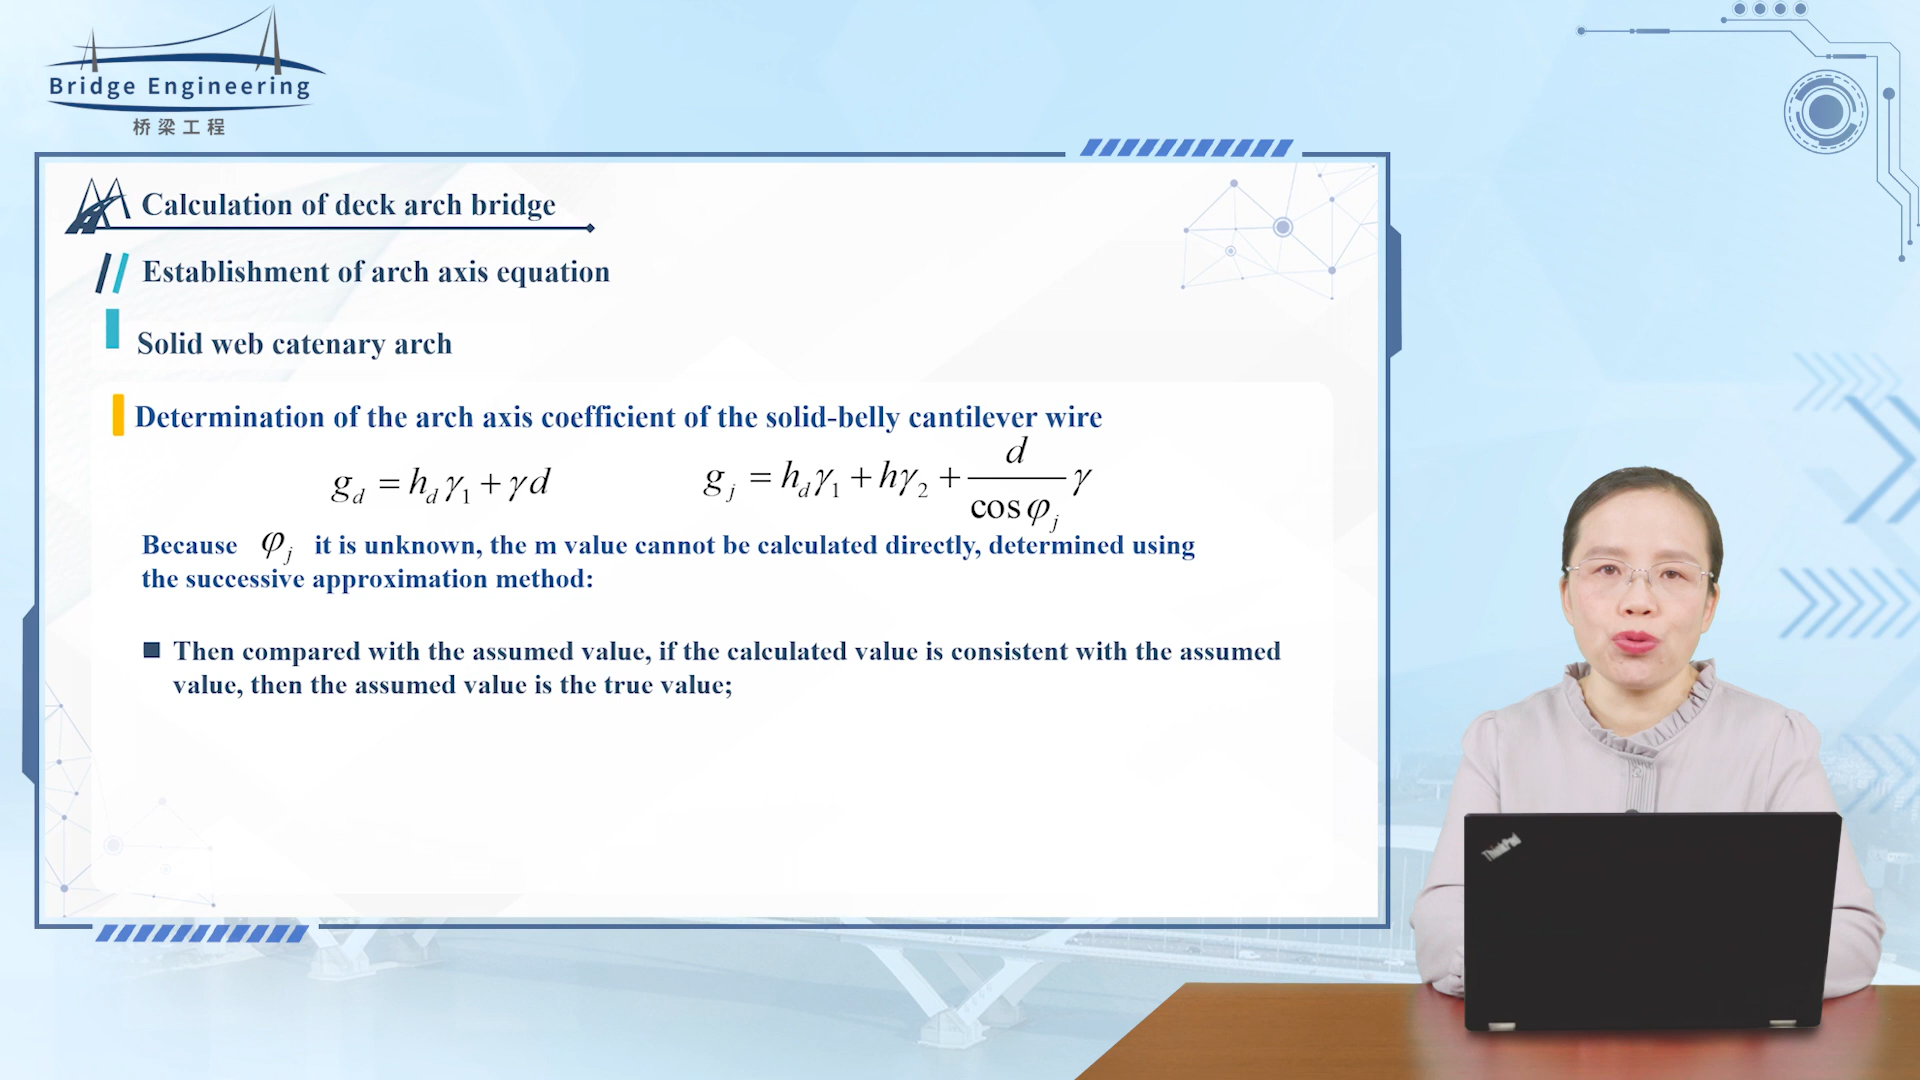 Bridge Engineering
桥梁工程
Calculation of deck arch bridge
Establishment of arch axis equation
Solid web catenary arch
Determination of the arch axis coefficient of the solid-belly cantilever wire
g_d = h_d γ_1 + γd
g_j = h_d γ_1 + hγ_2 + d / cos φ_j γ
Because φ_j it is unknown, the m value cannot be calculated directly, determined using
the successive approximation method:
■ Then compared with the assumed value, if the calculated value is consistent with the assumed
value, then the assumed value is the true value;
ThinkPad